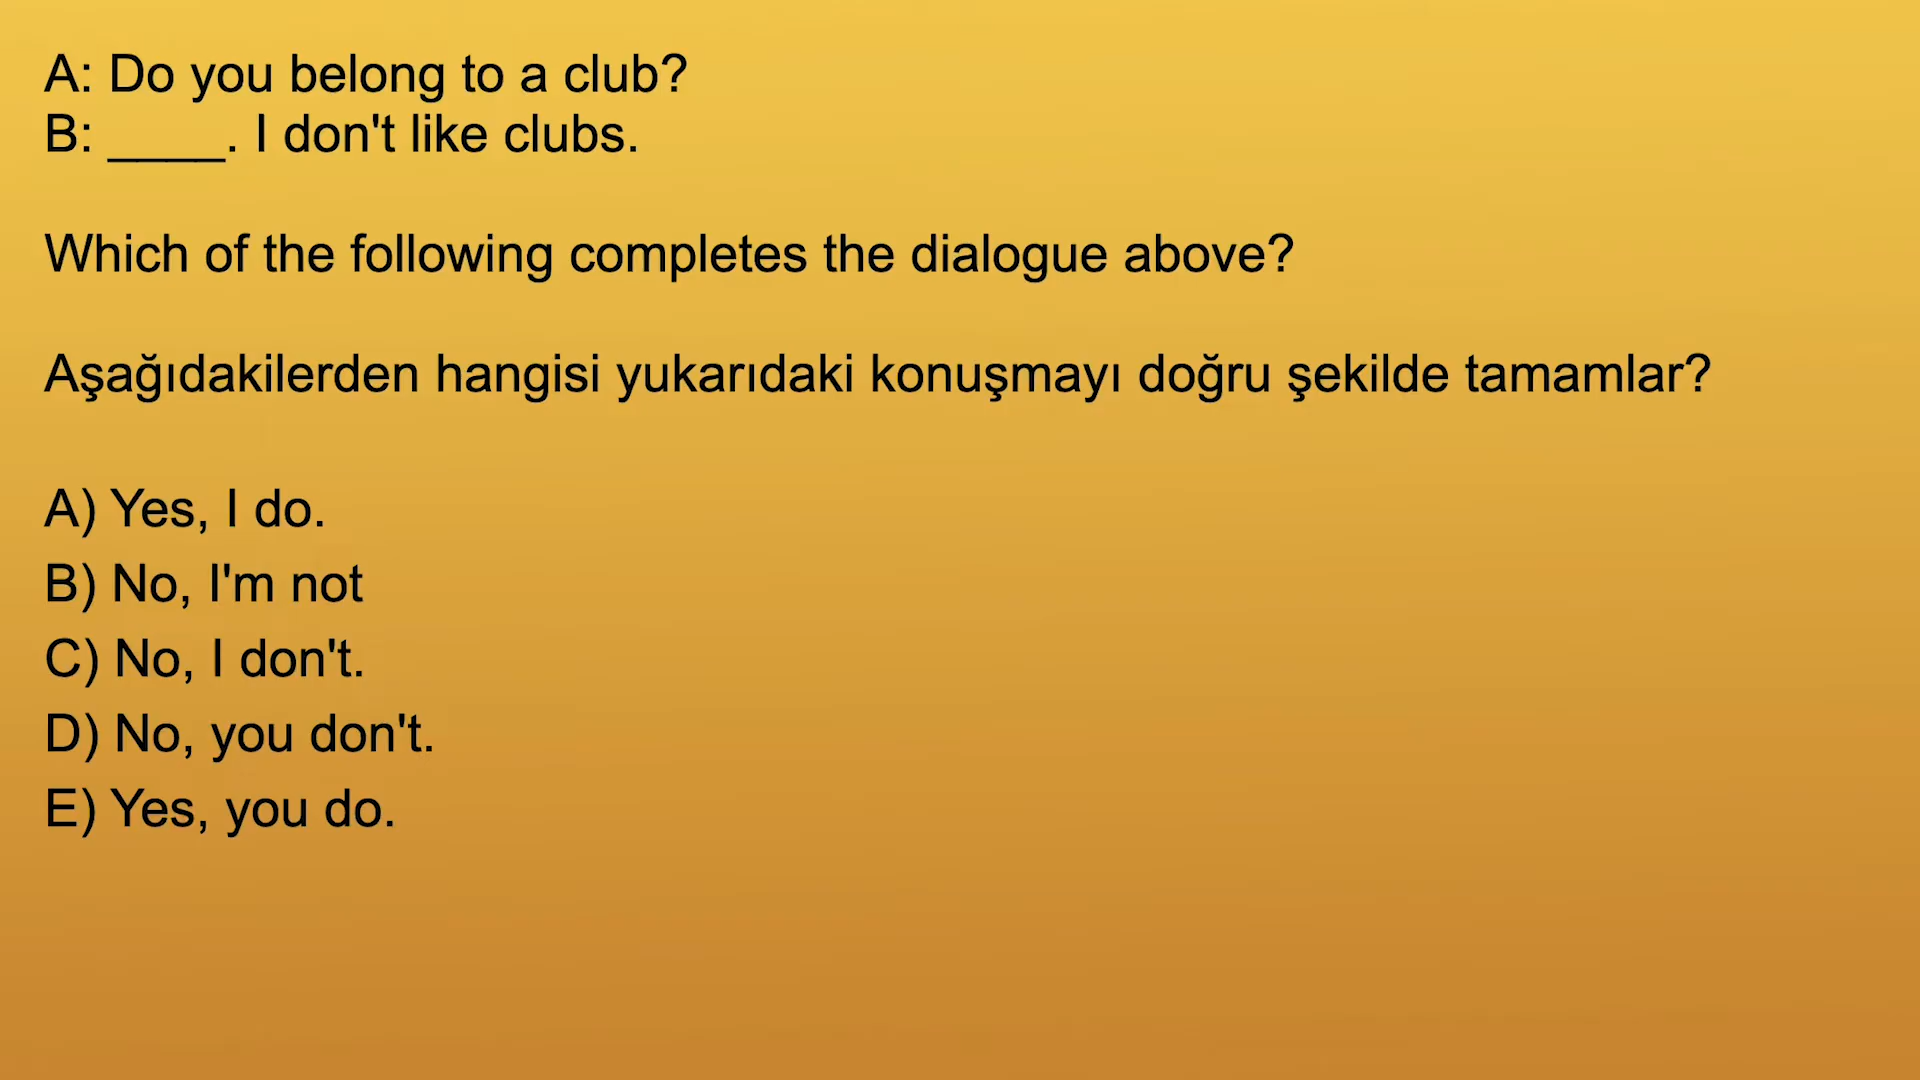 A: Do you belong to a club?
B: ____. I don't like clubs.
Which of the following completes the dialogue above?
Aşağıdakilerden hangisi yukarıdaki konuşmayı doğru şekilde tamamlar?
A) Yes, I do.
B) No, I'm not
C) No, I don't.
D) No, you don't.
E) Yes, you do.